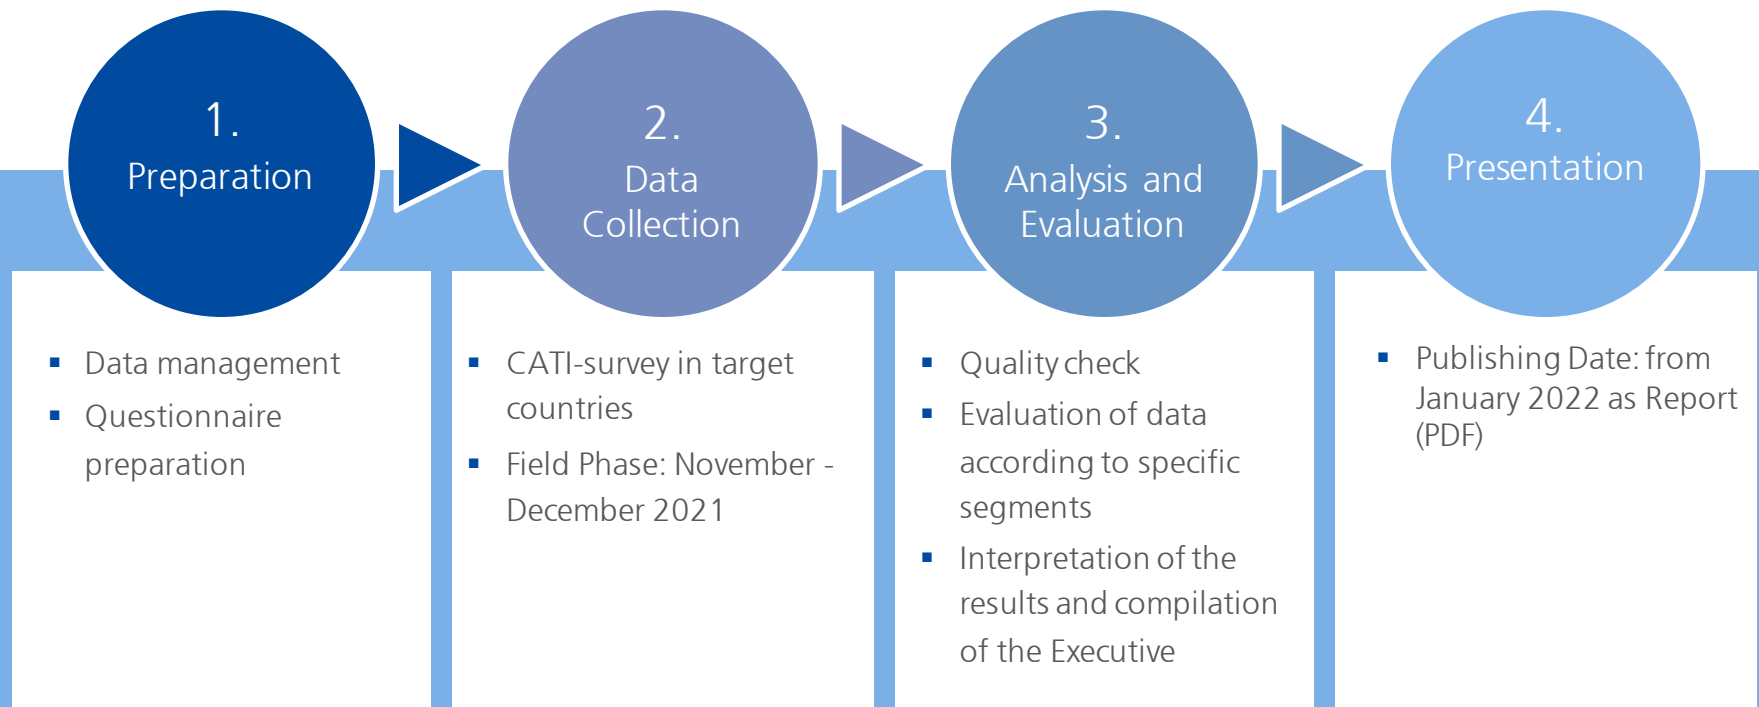 1.
Preparation
2.
Data
Collection
3.
Analysis and
Evaluation
4.
Presentation
Data management
Questionnaire
preparation
CATI-survey in target
countries
Field Phase: November -
December 2021
Quality check
Evaluation of data
according to specific
segments
Interpretation of the
results and compilation
of the Executive
Publishing Date: from
January 2022 as Report
(PDF)